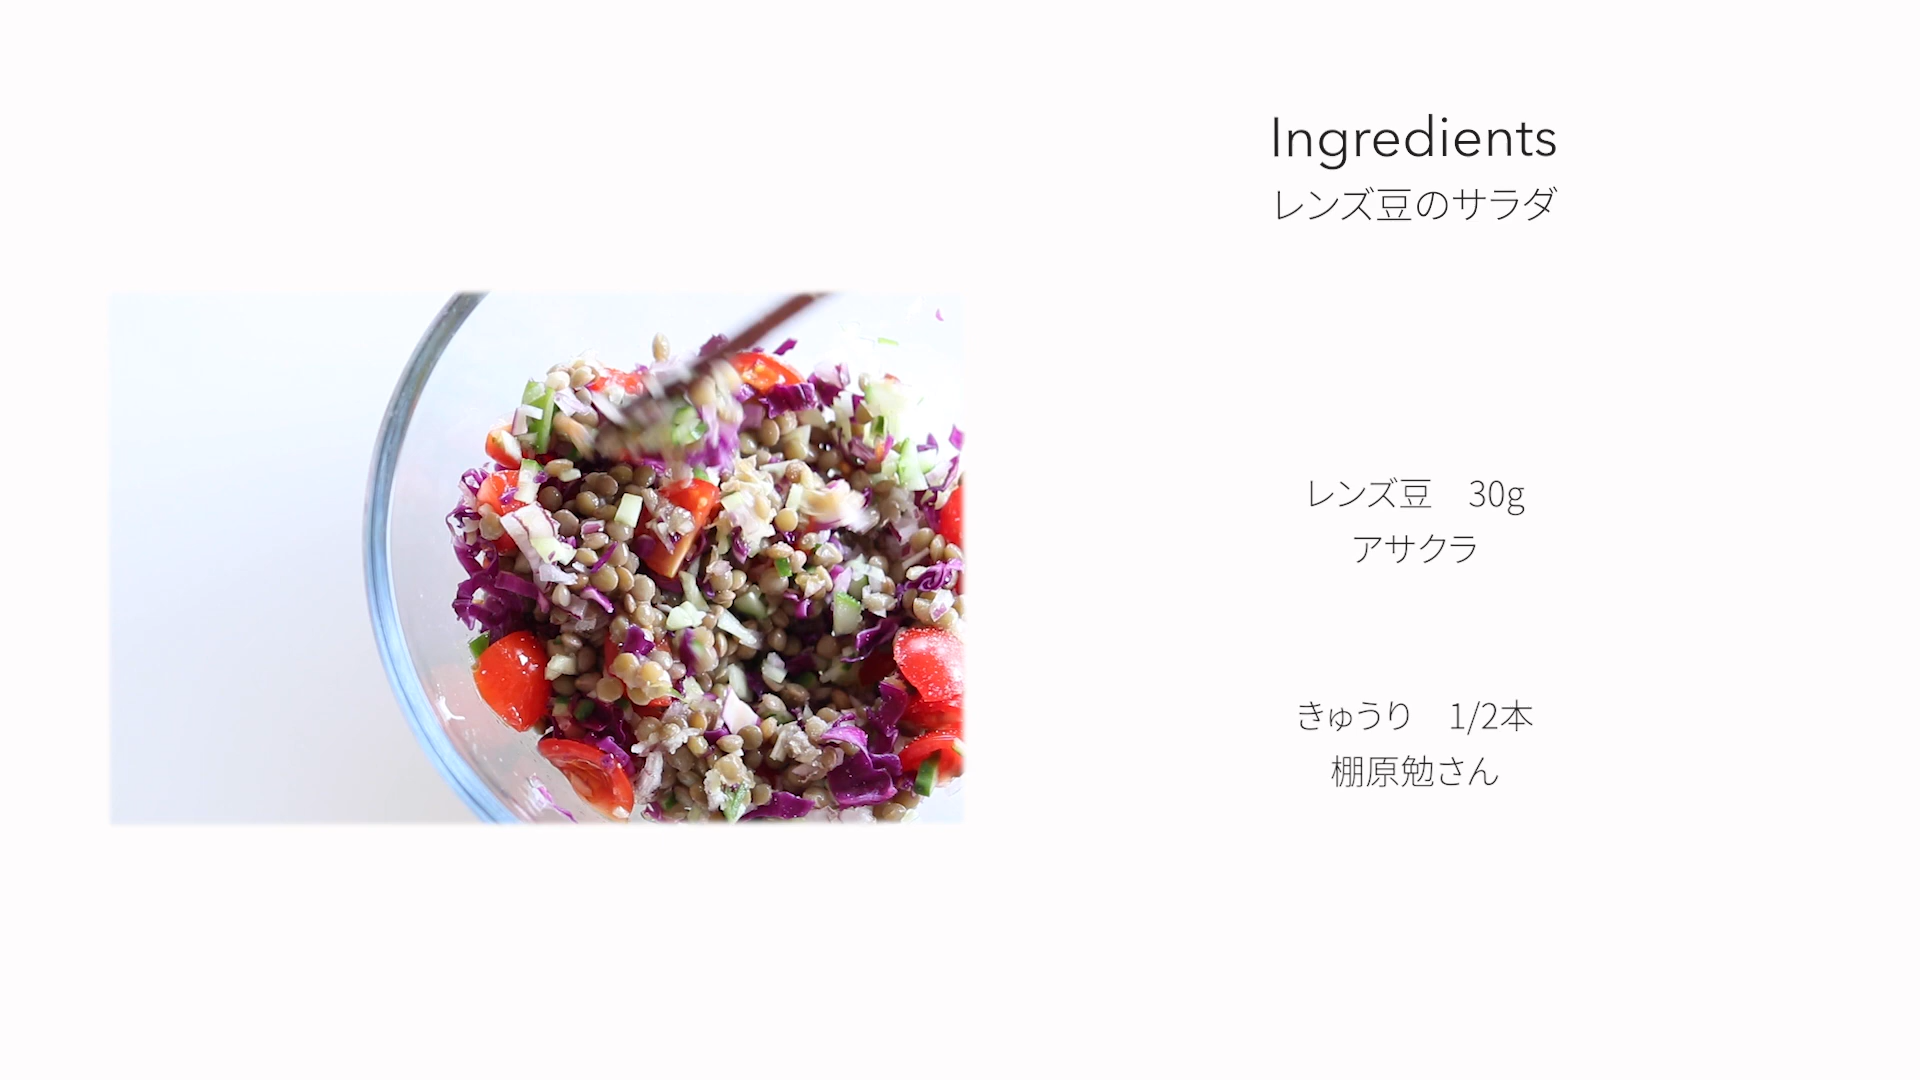 Ingredients
レンズ豆のサラダ
レンズ豆　30g
アサクラ
きゅうり　1/2本
棚原勉さん